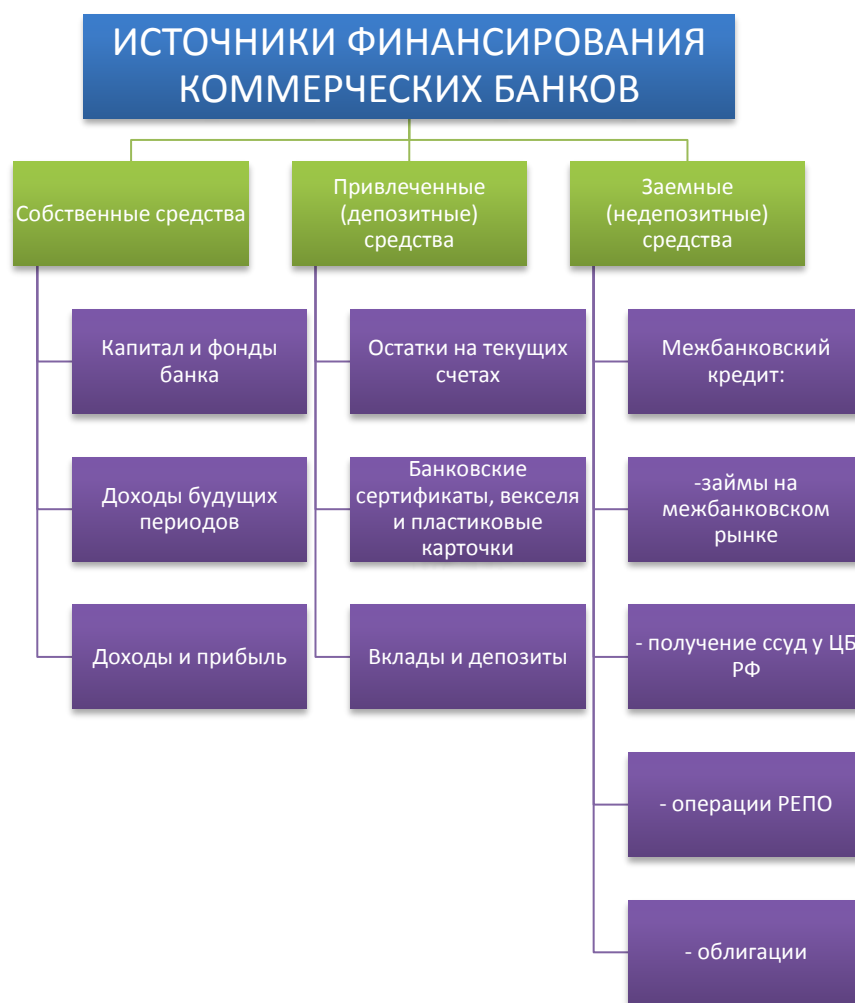 ИСТОЧНИКИ ФИНАНСИРОВАНИЯ
КОММЕРЧЕСКИХ БАНКОВ
Собственные средства
Капитал и фонды
банка
Доходы будущих
периодов
Доходы и прибыль
Привлеченные
(депозитные)
средства
Остатки на текущих
счетах
Банковские
сертификаты, векселя
и пластиковые
карточки
Вклады и депозиты
Заемные
(недепозитные)
средства
Межбанковский
кредит:
-займы на
межбанковском
рынке
- получение ссуд у ЦБ
РФ
- операции РЕПО
- облигации